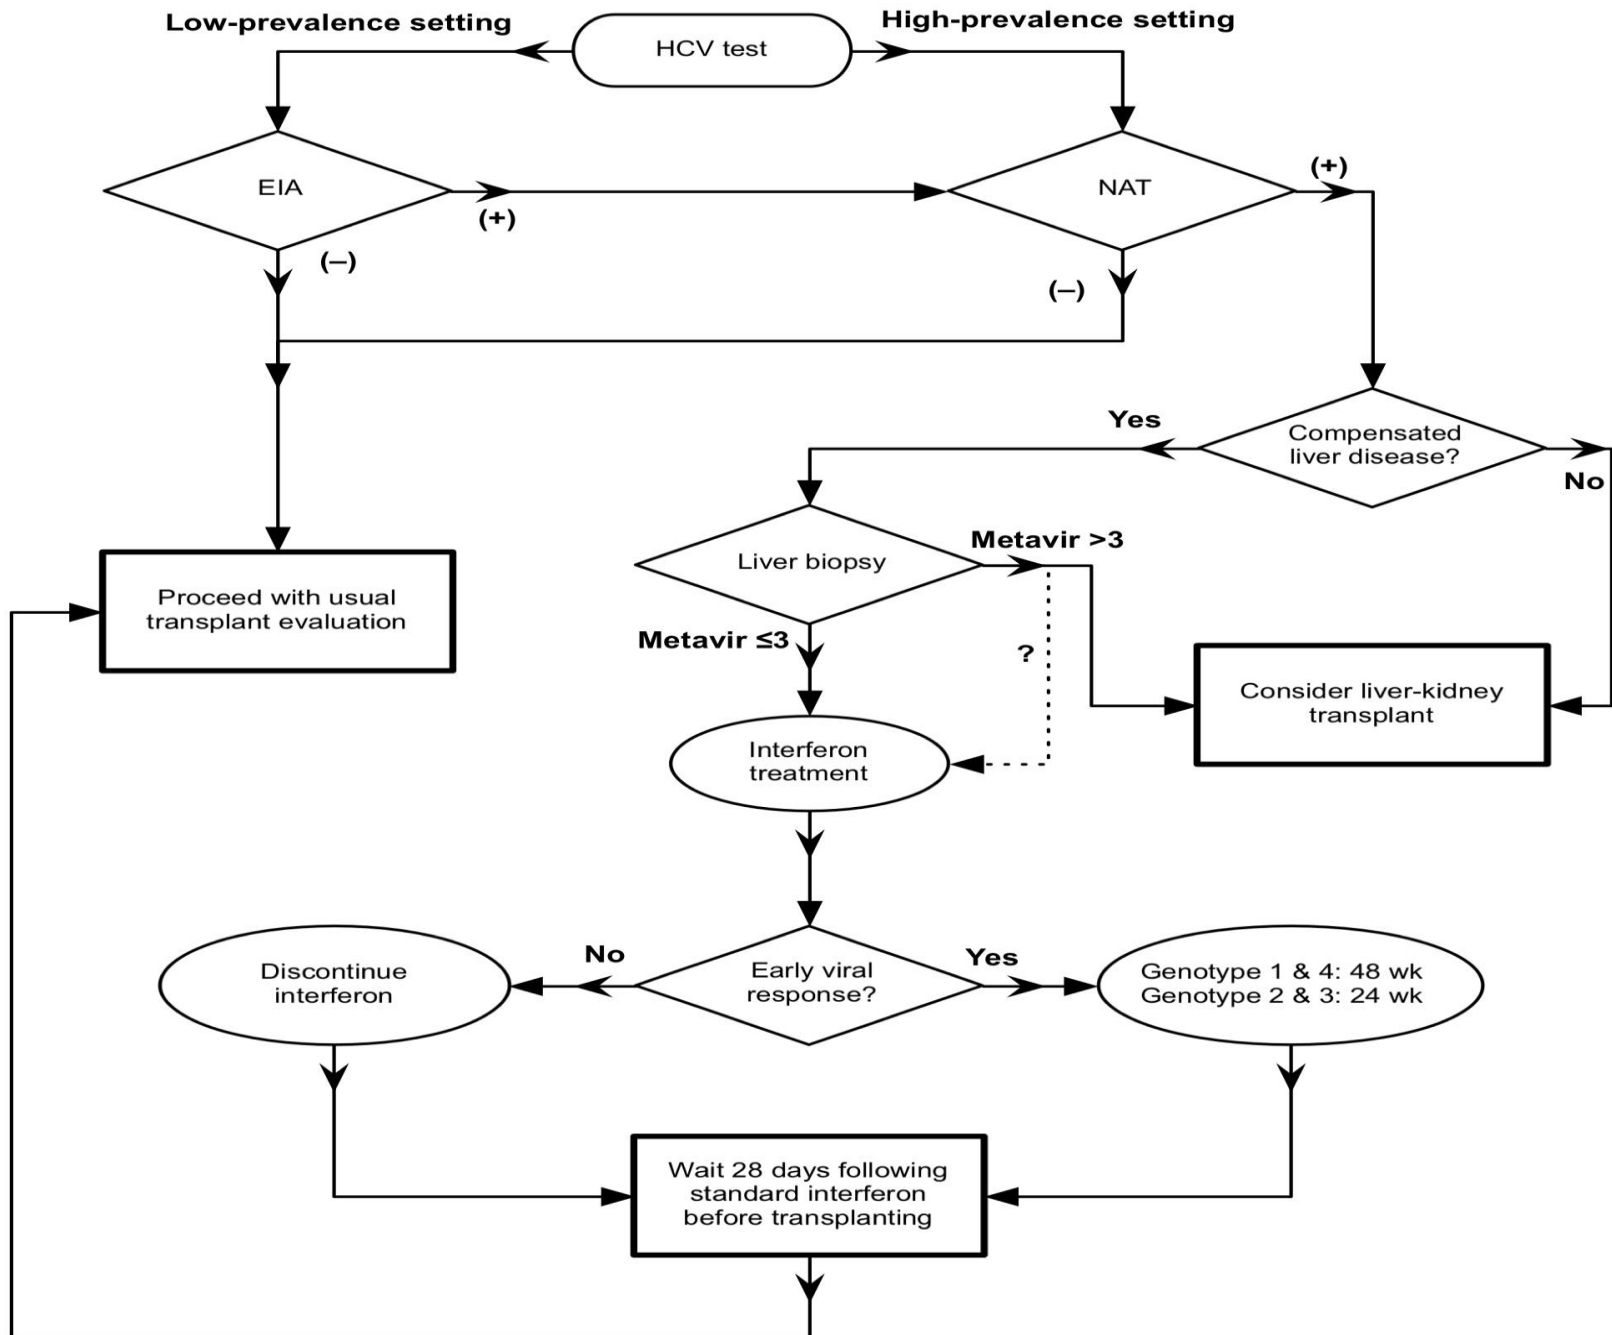 Low-prevalence setting
High-prevalence setting
HCV test
EIA
(+)
(–)
NAT
(+)
(–)
Compensated
liver disease?
Yes
No
Liver biopsy
Metavir >3
Metavir ≤3
?
Proceed with usual
transplant evaluation
Consider liver-kidney
transplant
Interferon
treatment
Early viral
response?
No
Yes
Discontinue
interferon
Genotype 1 & 4: 48 wk
Genotype 2 & 3: 24 wk
Wait 28 days following
standard interferon
before transplanting